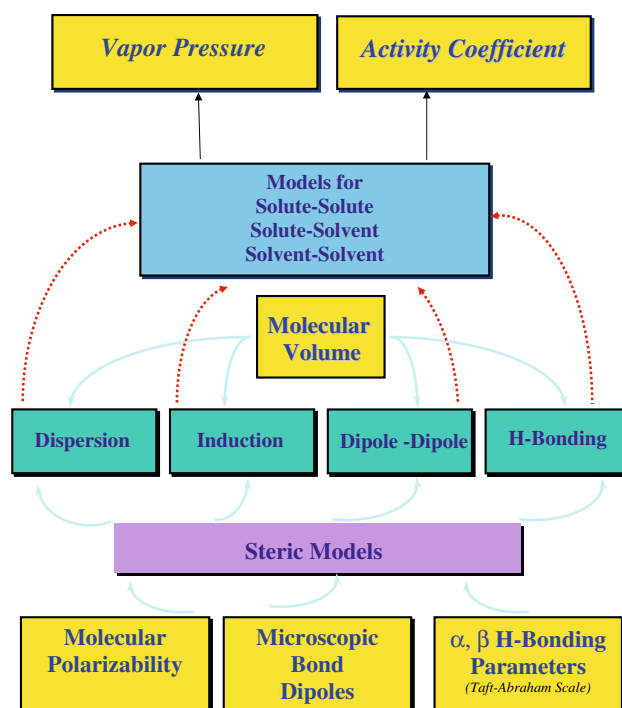 Vapor Pressure
Activity Coefficient
Models for
Solute-Solute
Solute-Solvent
Solvent-Solvent
Molecular
Volume
Dispersion
Induction
Dipole -Dipole
H-Bonding
Steric Models
Molecular
Polarizability
Microscopic
Bond
Dipoles
α, β H-Bonding
Parameters
(Taft-Abraham Scale)